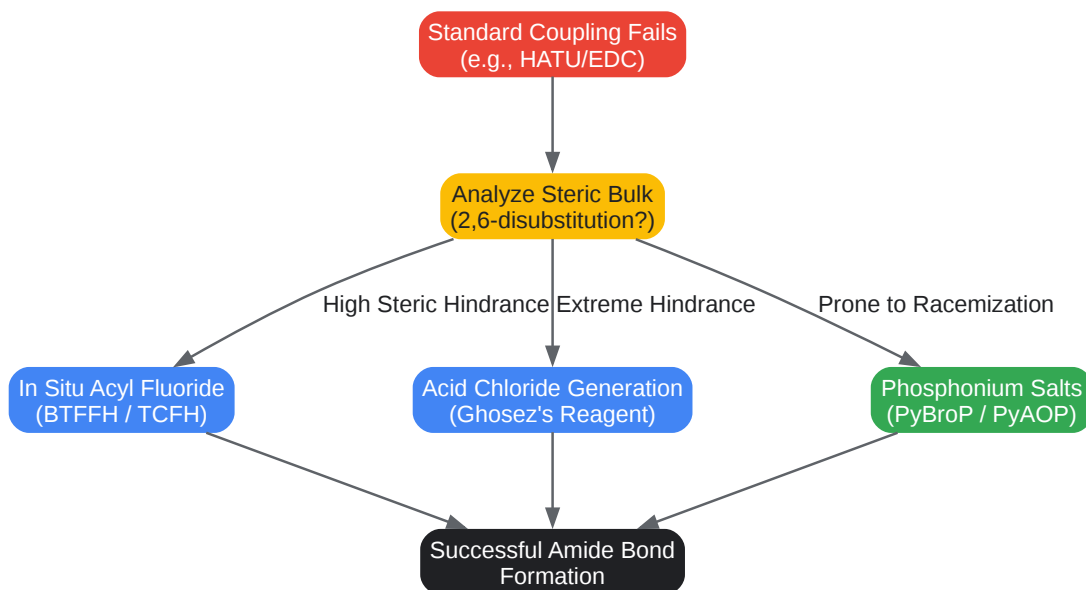 Standard Coupling Fails
(e.g., HATU/EDC)
Analyze Steric Bulk
(2,6-disubstitution?)
High Steric Hindrance
Extreme Hindrance
Prone to Racemization
In Situ Acyl Fluoride
(BTFFH / TCFH)
Acid Chloride Generation
(Ghosez's Reagent)
Phosphonium Salts
(PyBroP / PyAOP)
Successful Amide Bond
Formation